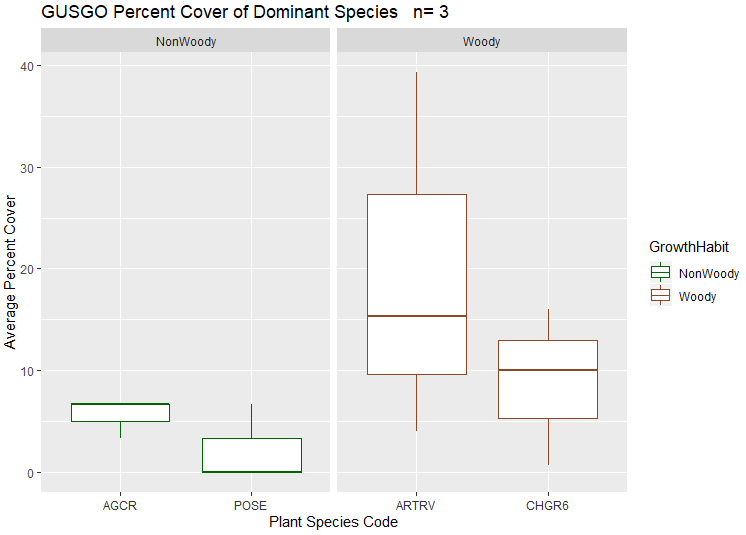 GUSGO Percent Cover of Dominant Species   n= 3
NonWoody
Woody
Average Percent Cover
40
30
20
10
0
AGCR
POSE
ARTRV
CHGR6
Plant Species Code
GrowthHabit
NonWoody
Woody